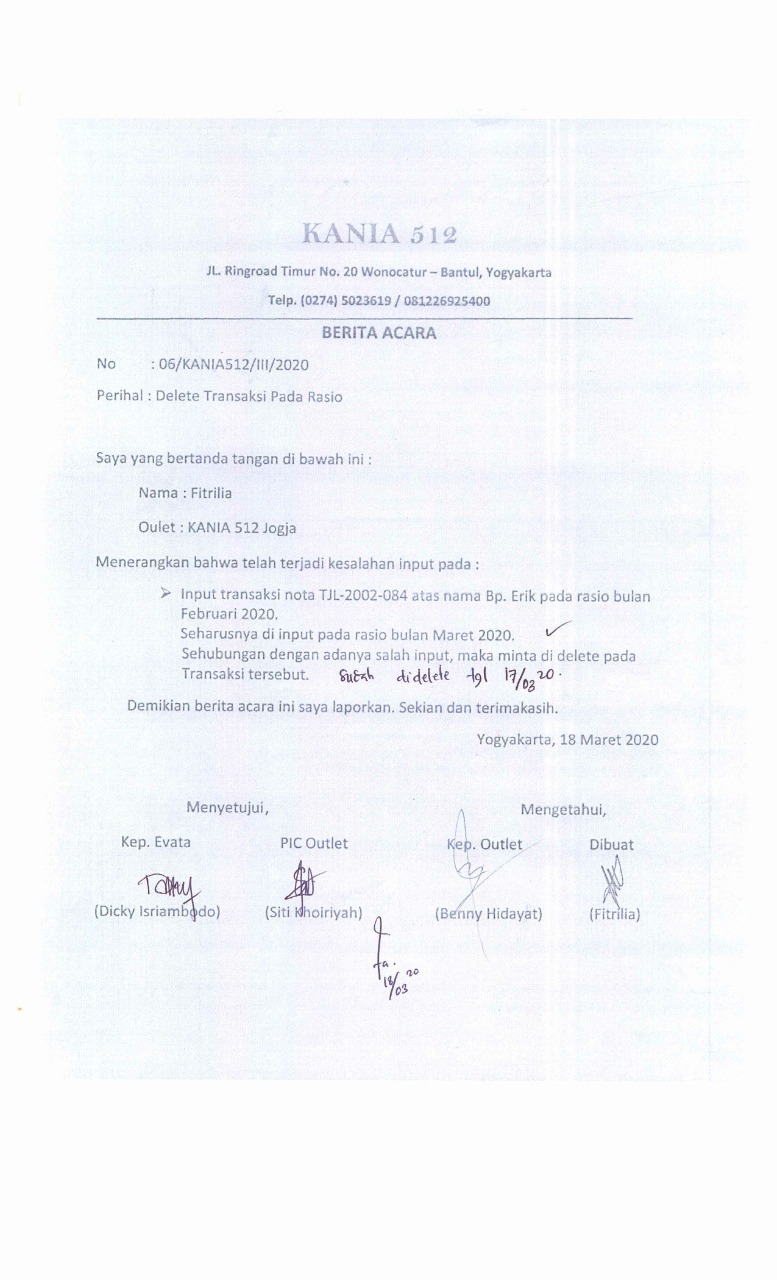 KANIA 512
JL. Ringroad Timur No. 20 Wonocatur – Bantul, Yogyakarta
Telp. (0274) 5023619 / 081226925400
BERITA ACARA
No : 06/KANIA512/III/2020
Perihal : Delete Transaksi Pada Rasio
Saya yang bertanda tangan di bawah ini :
Nama : Fitrilia
Oulet : KANIA 512 Jogja
Menerangkan bahwa telah terjadi kesalahan input pada :
➢ Input transaksi nota TJL-2002-084 atas nama Bp. Erik pada rasio bulan
Februari 2020.
Seharusnya di input pada rasio bulan Maret 2020. ✓
Sehubungan dengan adanya salah input, maka minta di delete pada
Transaksi tersebut. sudah didelete tgl 17/03 20.
Demikian berita acara ini saya laporkan. Sekian dan terimakasih.
Yogyakarta, 18 Maret 2020
Menyetujui, Mengetahui,
Kep. Evata PIC Outlet Kep. Outlet Dibuat
(Dicky Isriambodo) (Siti Khoiriyah) (Benny Hidayat) (Fitrilia)
18/03 20